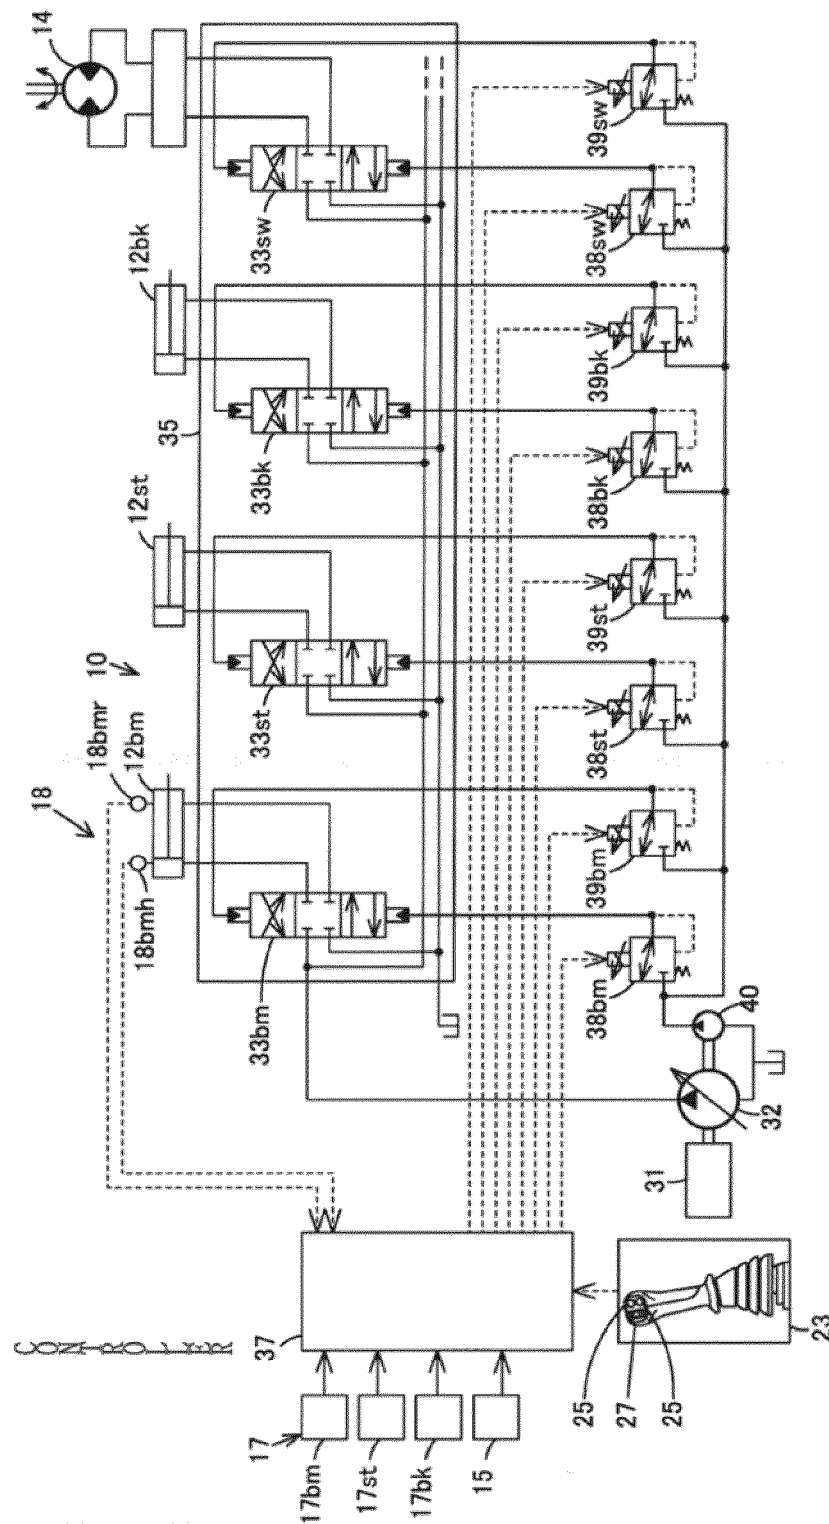 14
12bk
35
12st
10
18
18bmr
12bm
18bmh
33sw
33bk
33st
33bm
39sw
38sw
39bk
38bk
39st
38st
39bm
38bm
40
32
31
CONTROLLER
37
17
17bm
17st
17bk
15
25
27
25
23